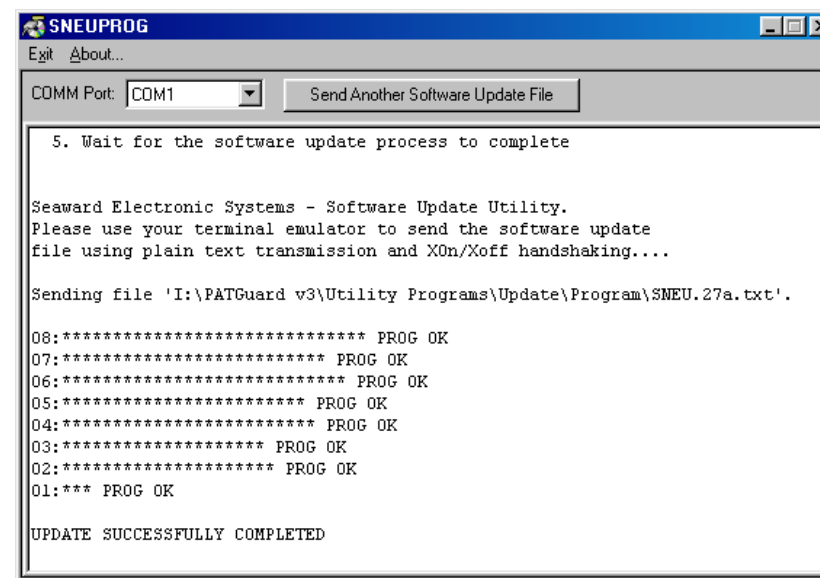 SNEUPROG
Exit About...
COMM Port: COM1 Send Another Software Update File
5. Wait for the software update process to complete
Seaward Electronic Systems - Software Update Utility.
Please use your terminal emulator to send the software update
file using plain text transmission and XOn/Xoff handshaking....
Sending file 'I:\PATGuard v3\Utility Programs\Update\Program\SNEU.27a.txt'.
08:****************************** PROG OK
07:************************** PROG OK
06:**************************** PROG OK
05:************************ PROG OK
04:************************* PROG OK
03:******************** PROG OK
02:********************* PROG OK
01:*** PROG OK
UPDATE SUCCESSFULLY COMPLETED